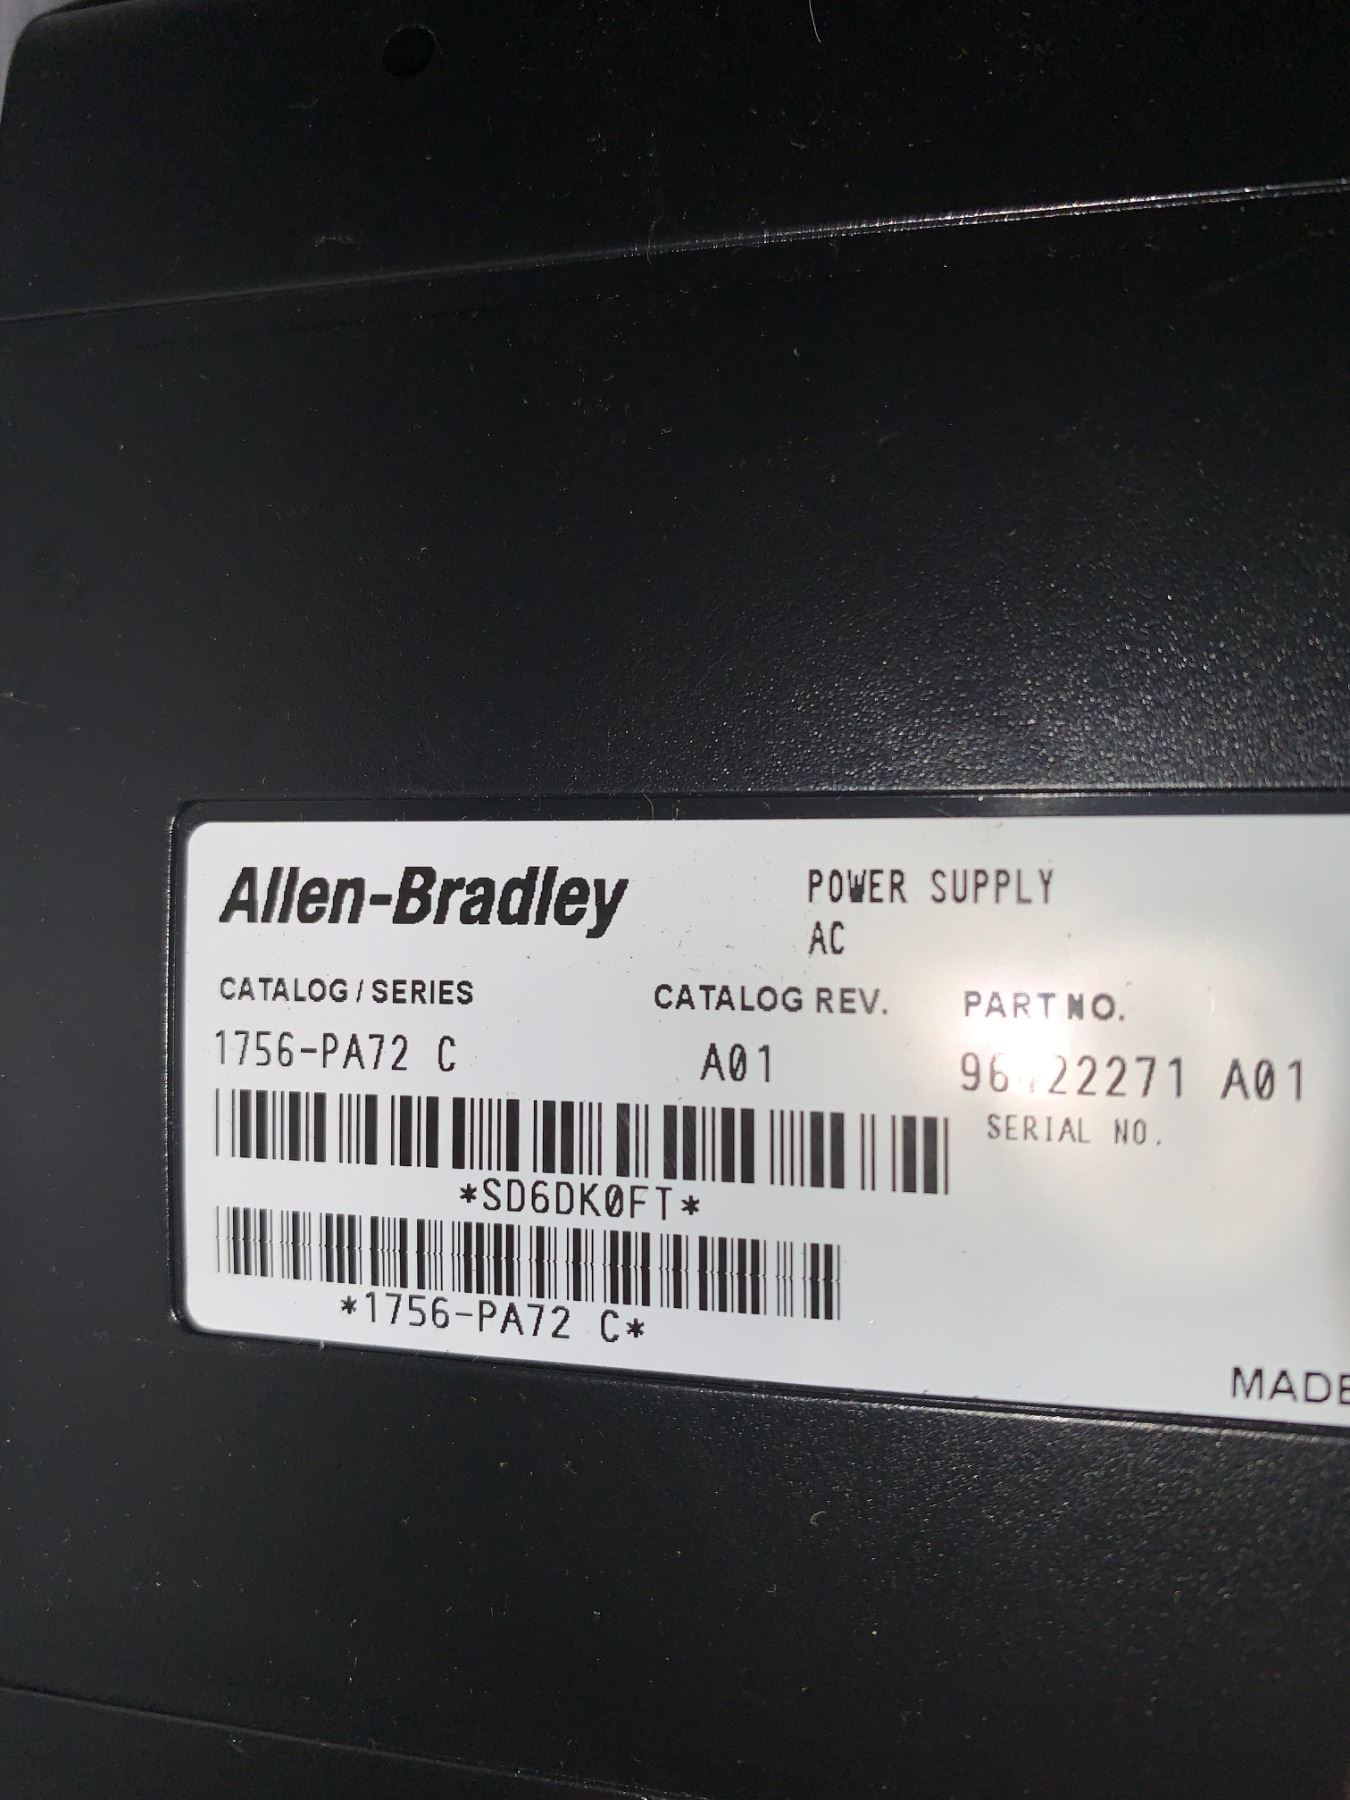 Allen-Bradley
POWER SUPPLY
AC
CATALOG / SERIES
CATALOG REV.
PART NO.
1756-PA72 C
A01
A01
SERIAL NO.
*SD6DK0FT*
*1756-PA72 C*